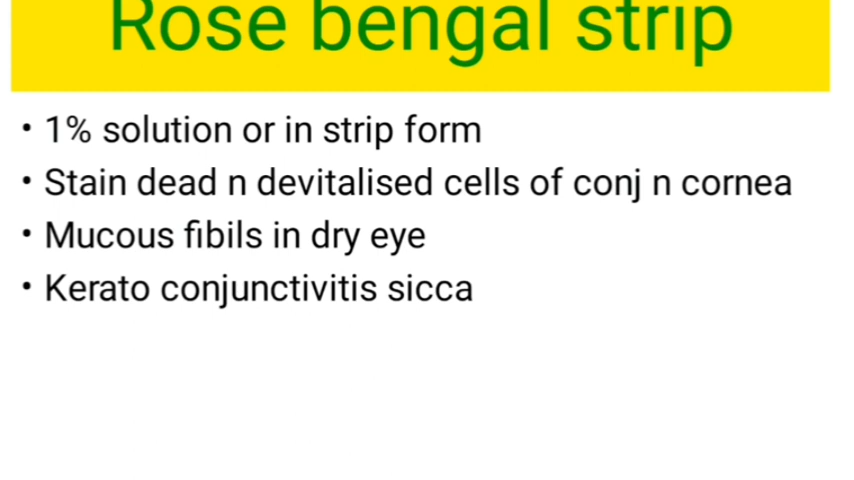 Rose bengal strip
• 1% solution or in strip form
• Stain dead n devitalised cells of conj n cornea
• Mucous fibils in dry eye
• Kerato conjunctivitis sicca